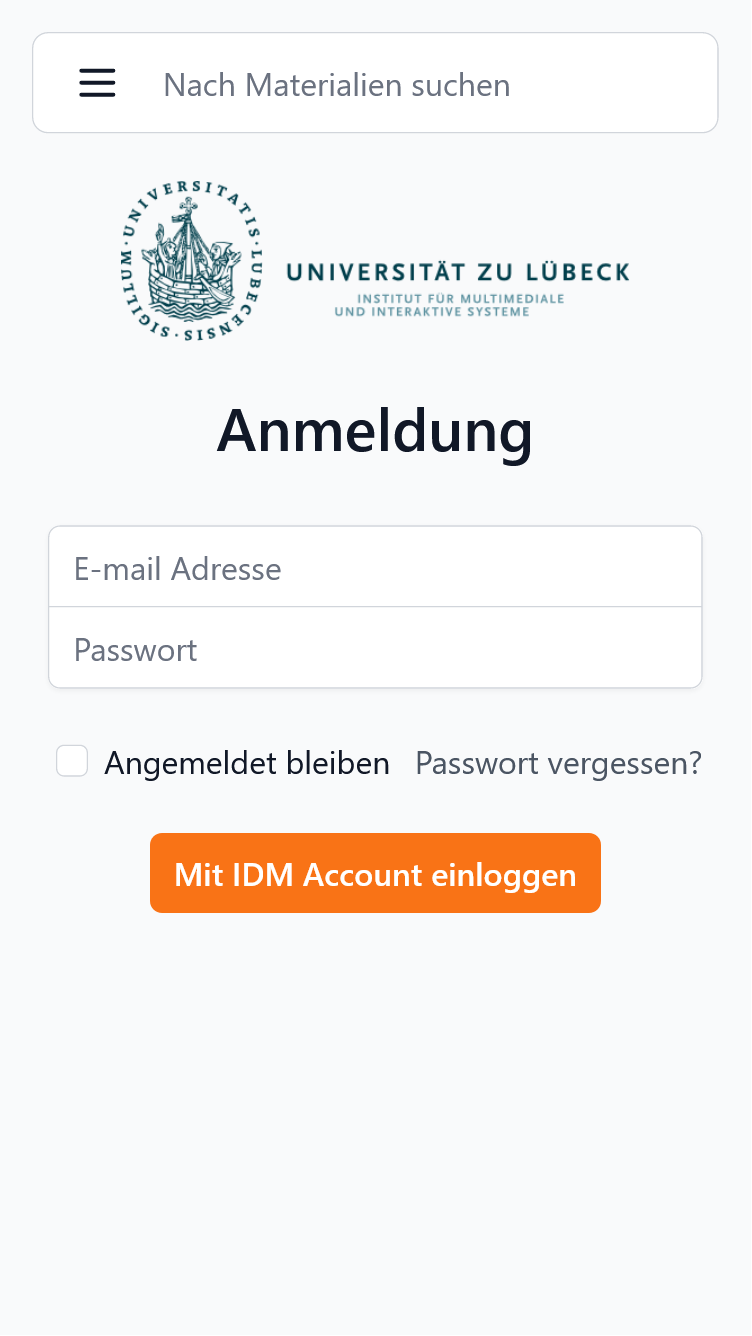 Nach Materialien suchen
SIGILLUM · UNIVERSITATIS · LUBECENSIS ·
UNIVERSITÄT ZU LÜBECK
INSTITUT FÜR MULTIMEDIALE
UND INTERAKTIVE SYSTEME
Anmeldung
E-mail Adresse
Passwort
Angemeldet bleiben Passwort vergessen?
Mit IDM Account einloggen